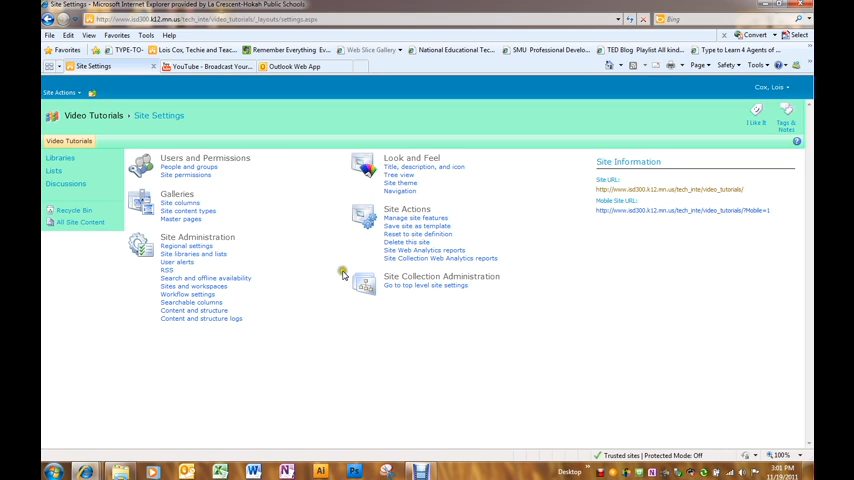 Site Settings - Microsoft Internet Explorer provided by La Crescent-Hokah Public Schools
http://www.isd300.k12.mn.us/tech_inte/video_tutorials/_layouts/settings.aspx
Bing
File Edit View Favorites Tools Help
Convert Select
Favorites TYPE-TO- Lois Cox, Techie and Teac... Remember Everything. Ev... Web Slice Gallery National Educational Tec... SMU Professional Develo... TED Blog Playlist All kind... Type to Learn 4 Agents of ...
Site Settings YouTube - Broadcast Your... Outlook Web App
Page Safety Tools
Site Actions
Cox, Lois
Video Tutorials Site Settings
I Like It
Tags & Notes
Video Tutorials
Libraries
Lists
Discussions
Recycle Bin
All Site Content
Users and Permissions
People and groups
Site permissions
Galleries
Site columns
Site content types
Master pages
Site Administration
Regional settings
Site libraries and lists
User alerts
RSS
Search and offline availability
Sites and workspaces
Workflow settings
Searchable columns
Content and structure
Content and structure logs
Look and Feel
Title, description, and icon
Tree view
Site theme
Navigation
Site Actions
Manage site features
Save site as template
Reset to site definition
Delete this site
Site Web Analytics reports
Site Collection Web Analytics reports
Site Collection Administration
Go to top level site settings
Site Information
Site URL:
http://www.isd300.k12.mn.us/tech_inte/video_tutorials/
Mobile Site URL:
http://www.isd300.k12.mn.us/tech_inte/video_tutorials/?Mobile=1
Trusted sites | Protected Mode: Off
100%
Desktop
3:01 PM
11/19/2011